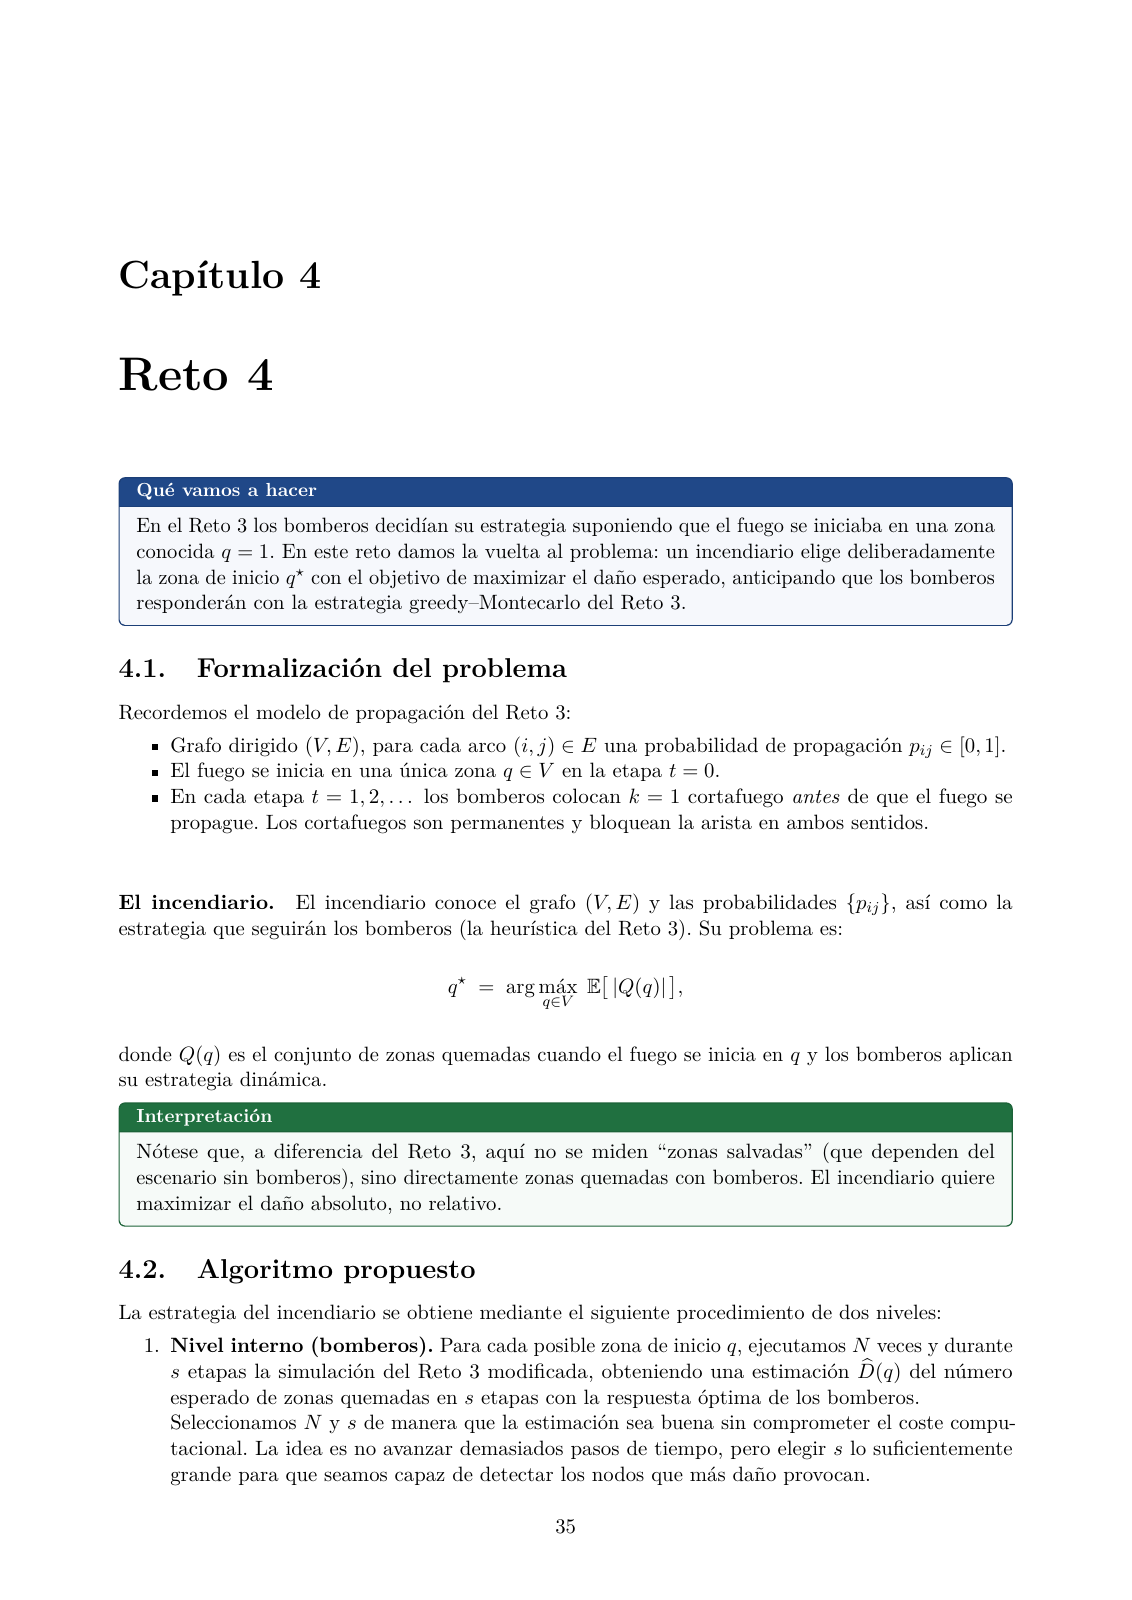 Capítulo 4
Reto 4
Qué vamos a hacer
En el Reto 3 los bomberos decidían su estrategia suponiendo que el fuego se iniciaba en una zona
conocida q = 1. En este reto damos la vuelta al problema: un incendiario elige deliberadamente
la zona de inicio q⋆ con el objetivo de maximizar el daño esperado, anticipando que los bomberos
responderán con la estrategia greedy–Montecarlo del Reto 3.
4.1. Formalización del problema
Recordemos el modelo de propagación del Reto 3:
▪ Grafo dirigido (V, E), para cada arco (i, j) ∈ E una probabilidad de propagación pᵢⱼ ∈ [0, 1].
▪ El fuego se inicia en una única zona q ∈ V en la etapa t = 0.
▪ En cada etapa t = 1, 2, . . . los bomberos colocan k = 1 cortafuego antes de que el fuego se
propague. Los cortafuegos son permanentes y bloquean la arista en ambos sentidos.
El incendiario. El incendiario conoce el grafo (V, E) y las probabilidades {pᵢⱼ}, así como la
estrategia que seguirán los bomberos (la heurística del Reto 3). Su problema es:
q⋆ = arg máx q∈V 𝔼[ |Q(q)| ],
donde Q(q) es el conjunto de zonas quemadas cuando el fuego se inicia en q y los bomberos aplican
su estrategia dinámica.
Interpretación
Nótese que, a diferencia del Reto 3, aquí no se miden “zonas salvadas” (que dependen del
escenario sin bomberos), sino directamente zonas quemadas con bomberos. El incendiario quiere
maximizar el daño absoluto, no relativo.
4.2. Algoritmo propuesto
La estrategia del incendiario se obtiene mediante el siguiente procedimiento de dos niveles:
1. Nivel interno (bomberos). Para cada posible zona de inicio q, ejecutamos N veces y durante
s etapas la simulación del Reto 3 modificada, obteniendo una estimación D̂(q) del número
esperado de zonas quemadas en s etapas con la respuesta óptima de los bomberos.
Seleccionamos N y s de manera que la estimación sea buena sin comprometer el coste compu-
tacional. La idea es no avanzar demasiados pasos de tiempo, pero elegir s lo suficientemente
grande para que seamos capaz de detectar los nodos que más daño provocan.
35